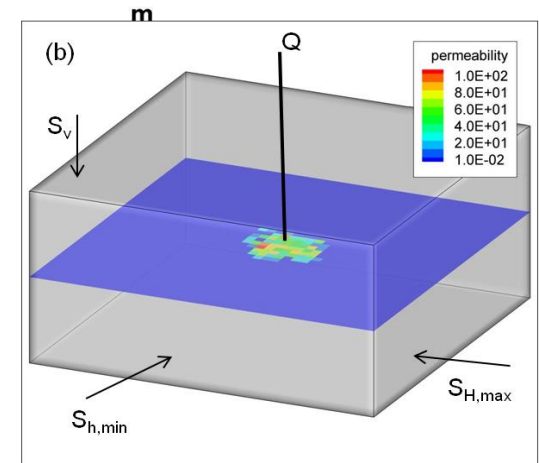 m
(b)
Q
permeability
1.0E+02
8.0E+01
6.0E+01
4.0E+01
2.0E+01
1.0E-02
Sv
SH,max
Sh,min